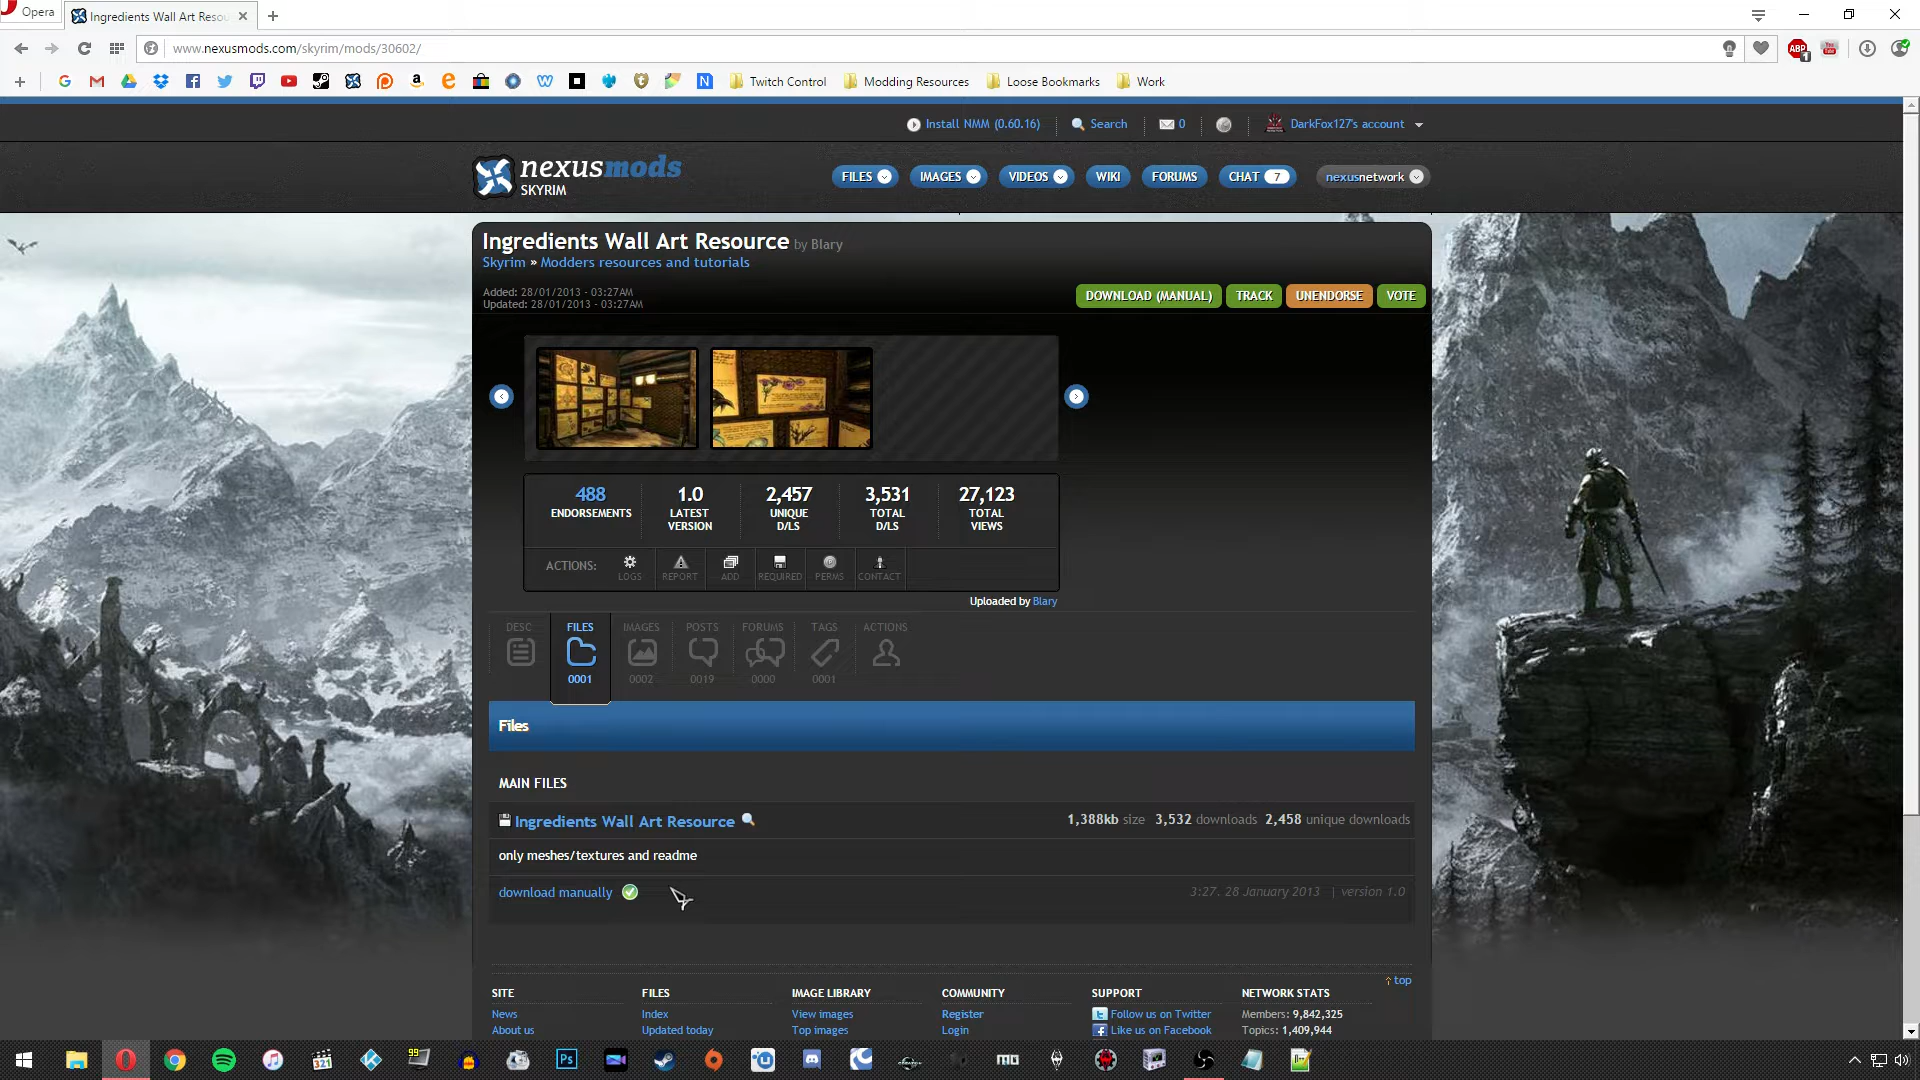 Opera
Ingredients Wall Art Resou
www.nexusmods.com/skyrim/mods/30602/
ABP
1
Twitch Control
Modding Resources
Loose Bookmarks
Work
Install NMM (0.60.16)
Search
0
DarkFox127's account
nexusmods
SKYRIM
FILES
IMAGES
VIDEOS
WIKI
FORUMS
CHAT 7
nexusnetwork
Ingredients Wall Art Resource by Blary
Skyrim » Modders resources and tutorials
Added: 28/01/2013 - 03:27AM
Updated: 28/01/2013 - 03:27AM
DOWNLOAD (MANUAL)
TRACK
UNENDORSE
VOTE
488
ENDORSEMENTS
1.0
LATEST
VERSION
2,457
UNIQUE
D/LS
3,531
TOTAL
D/LS
27,123
TOTAL
VIEWS
ACTIONS:
LOGS
REPORT
ADD
REQUIRED
PERMS
CONTACT
Uploaded by Blary
DESC
FILES
0001
IMAGES
0002
POSTS
0019
FORUMS
0000
TAGS
0001
ACTIONS
Files
MAIN FILES
Ingredients Wall Art Resource
1,388kb size 3,532 downloads 2,458 unique downloads
only meshes/textures and readme
download manually
3:27, 28 January 2013 | version 1.0
top
SITE
News
About us
FILES
Index
Updated today
IMAGE LIBRARY
View images
Top images
COMMUNITY
Register
Login
SUPPORT
Follow us on Twitter
Like us on Facebook
NETWORK STATS
Members: 9,842,325
Topics: 1,409,944
321
99
Ps
MO